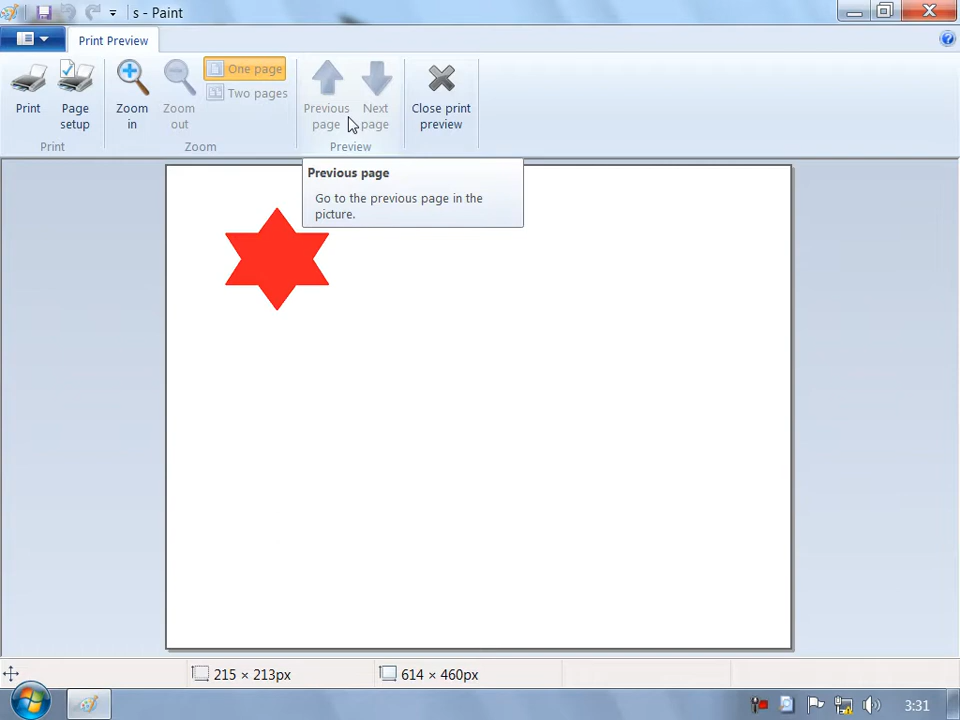 s - Paint
Print Preview
Print
Page setup
Zoom in
Zoom out
One page
Two pages
Previous page
Next page
Close print preview
Print
Zoom
Preview
Previous page
Go to the previous page in the
picture.
215 × 213px
614 × 460px
3:31